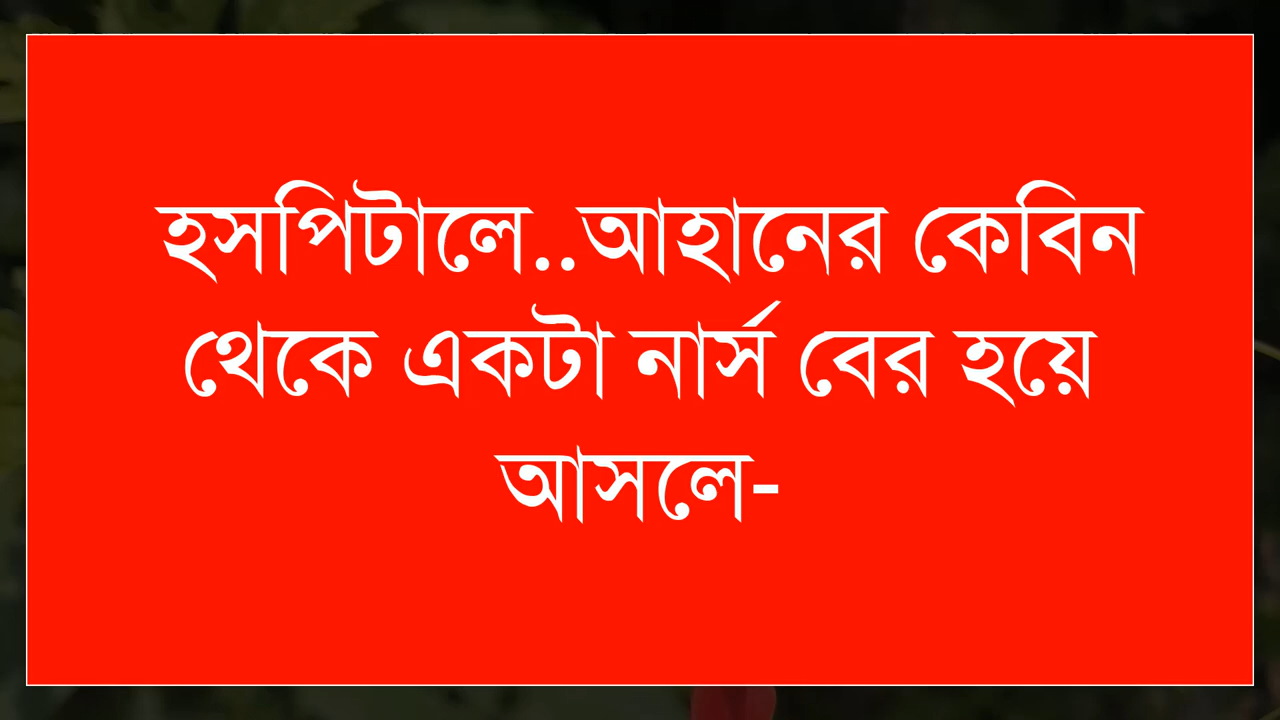 হসপিটালে..আহানের কেবিন
থেকে একটা নার্স বের হয়ে
আসলে-